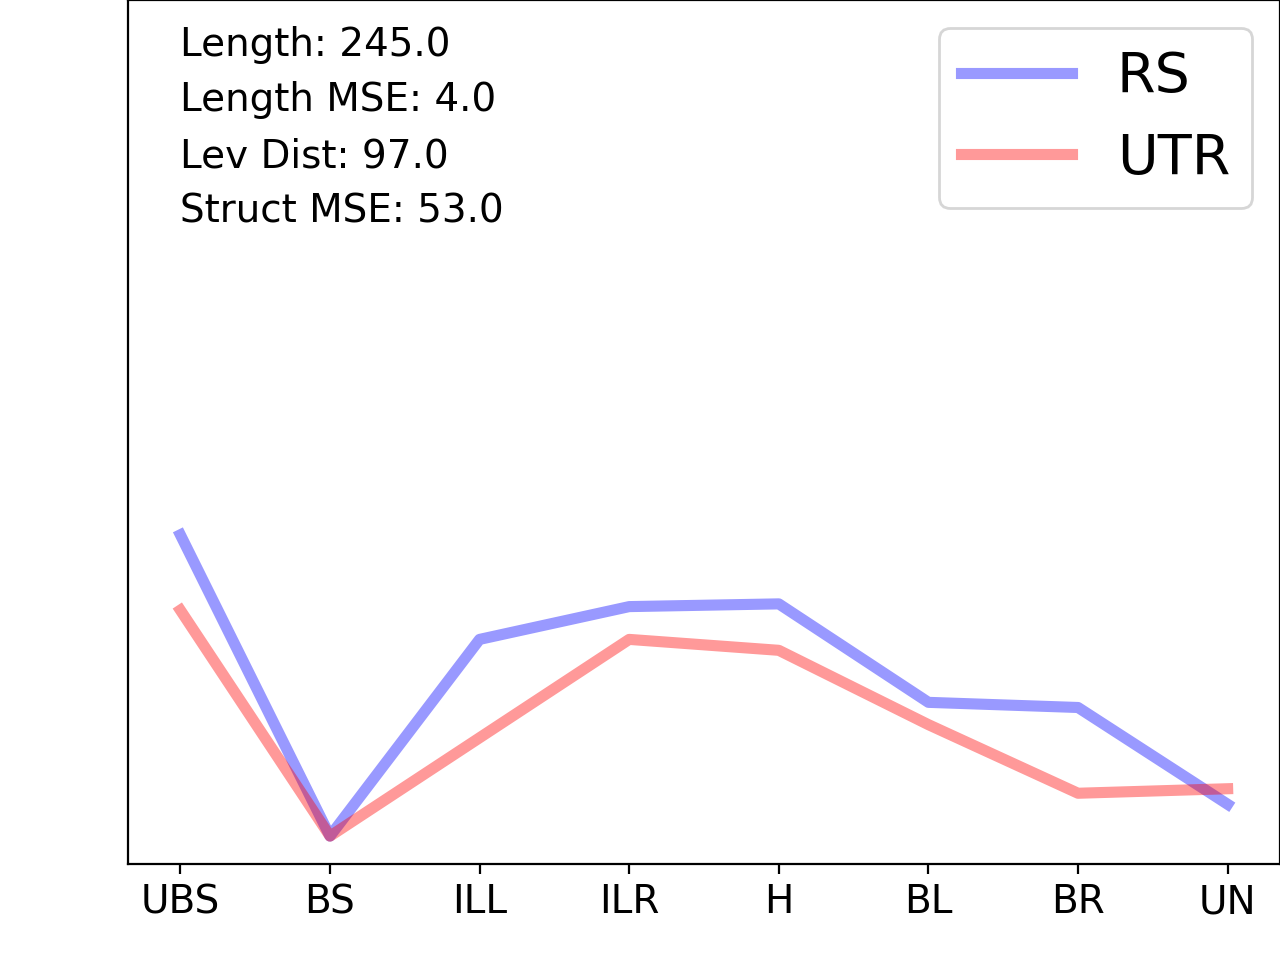 Length: 245.0
Length MSE: 4.0
Lev Dist: 97.0
Struct MSE: 53.0
RS
UTR
UBS BS ILL ILR H BL BR UN